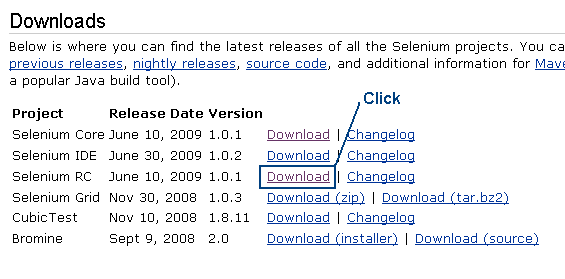 Downloads
Below is where you can find the latest releases of all the Selenium projects. You ca
previous releases, nightly releases, source code, and additional information for Mave
a popular Java build tool).
Click
Project Release Date Version
Selenium Core June 10, 2009 1.0.1 Download | Changelog
Selenium IDE June 30, 2009 1.0.2 Download | Changelog
Selenium RC June 10, 2009 1.0.1 Download | Changelog
Selenium Grid Nov 30, 2008 1.0.3 Download (zip) | Download (tar.bz2)
CubicTest Nov 10, 2008 1.8.11 Download | Changelog
Bromine Sept 9, 2008 2.0 Download (installer) | Download (source)